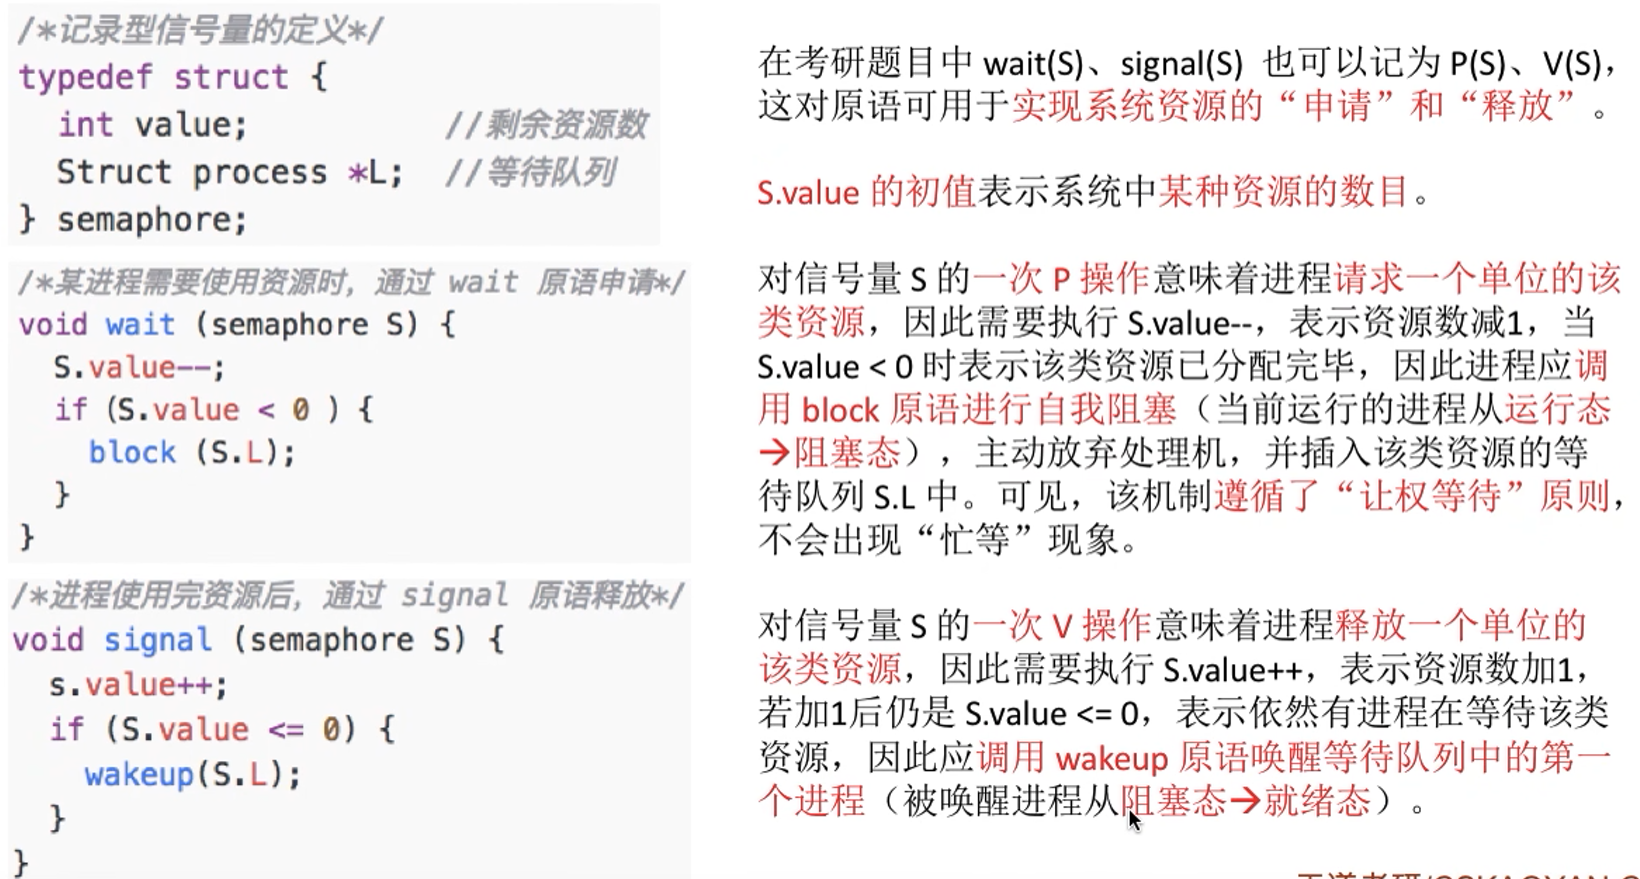 /*记录型信号量的定义*/
typedef struct {
int value; //剩余资源数
Struct process *L; //等待队列
} semaphore;
/*某进程需要使用资源时，通过 wait 原语申请*/
void wait (semaphore S) {
S.value--;
if (S.value < 0 ) {
block (S.L);
}
}
/*进程使用完资源后，通过 signal 原语释放*/
void signal (semaphore S) {
s.value++;
if (S.value <= 0) {
wakeup(S.L);
}
}
在考研题目中 wait(S)、signal(S) 也可以记为 P(S)、V(S)，
这对原语可用于实现系统资源的“申请”和“释放”。
S.value 的初值表示系统中某种资源的数目。
对信号量 S 的一次 P 操作意味着进程请求一个单位的该
类资源，因此需要执行 S.value--，表示资源数减1，当
S.value < 0 时表示该类资源已分配完毕，因此进程应调
用 block 原语进行自我阻塞（当前运行的进程从运行态
→阻塞态），主动放弃处理机，并插入该类资源的等
待队列 S.L 中。可见，该机制遵循了“让权等待”原则，
不会出现“忙等”现象。
对信号量 S 的一次 V 操作意味着进程释放一个单位的
该类资源，因此需要执行 S.value++，表示资源数加1，
若加1后仍是 S.value <= 0，表示依然有进程在等待该类
资源，因此应调用 wakeup 原语唤醒等待队列中的第一
个进程（被唤醒进程从阻塞态→就绪态）。